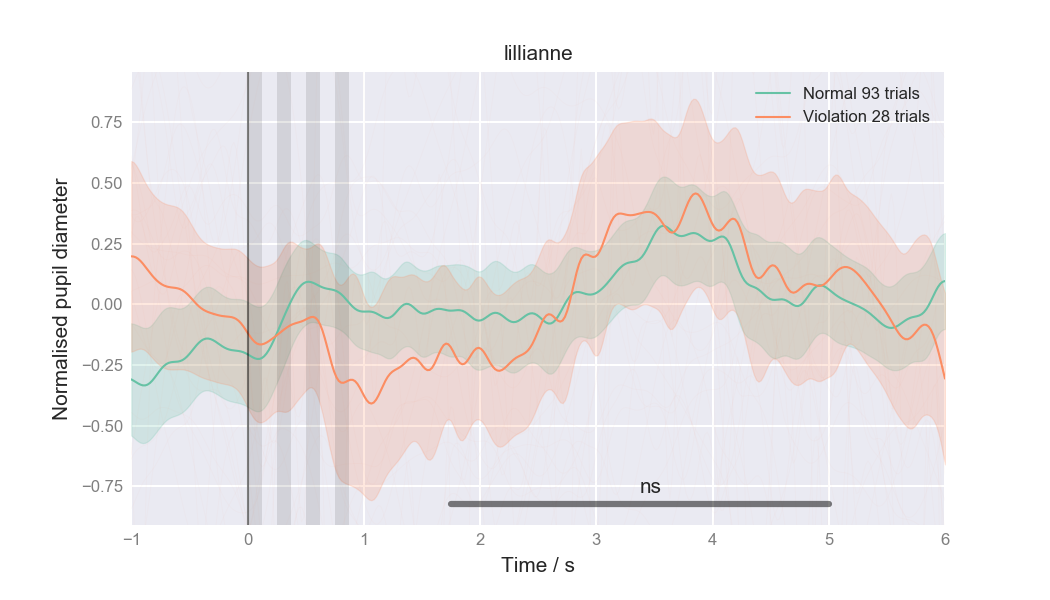 lillianne
Normal 93 trials
Violation 28 trials
Normalised pupil diameter
0.75
0.50
0.25
0.00
−0.25
−0.50
−0.75
ns
−1 0 1 2 3 4 5 6
Time / s